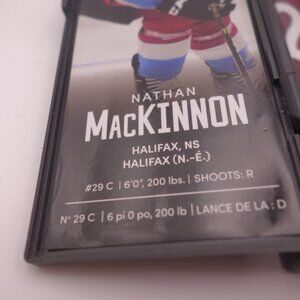 NATHAN
MACKINNON
HALIFAX, NS
HALIFAX (N.-É.)
#29 C | 6'0", 200 lbs. | SHOOTS: R
N° 29 C | 6 pi 0 po, 200 lb | LANCE DE LA : D